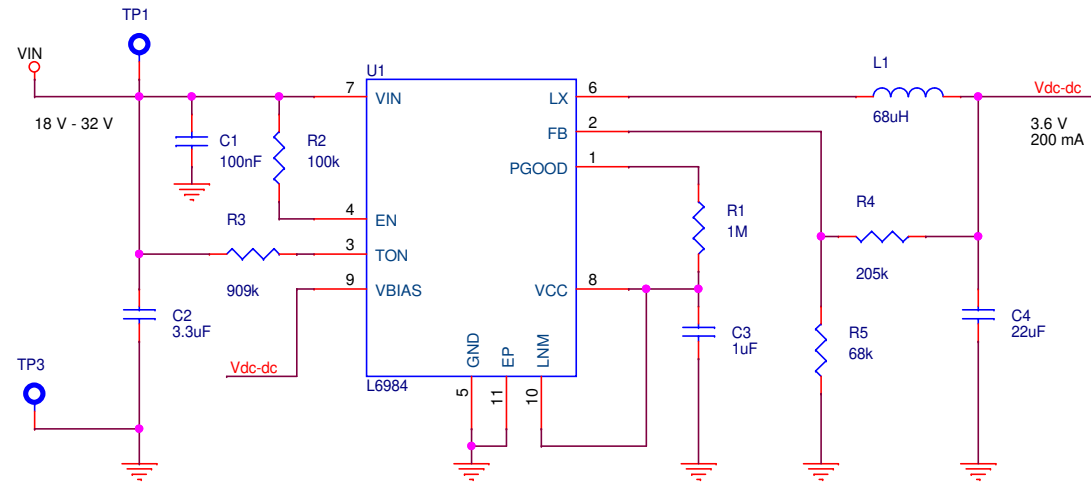 TP1
VIN
18 V - 32 V
C1
100nF
R2
100k
R3
909k
C2
3.3uF
TP3
Vdc-dc
U1
7
VIN
4
EN
3
TON
9
VBIAS
LX
6
FB
2
PGOOD
1
VCC
8
GND
EP
LNM
5
11
10
L6984
R1
1M
C3
1uF
L1
68uH
Vdc-dc
3.6 V
200 mA
R4
205k
R5
68k
C4
22uF